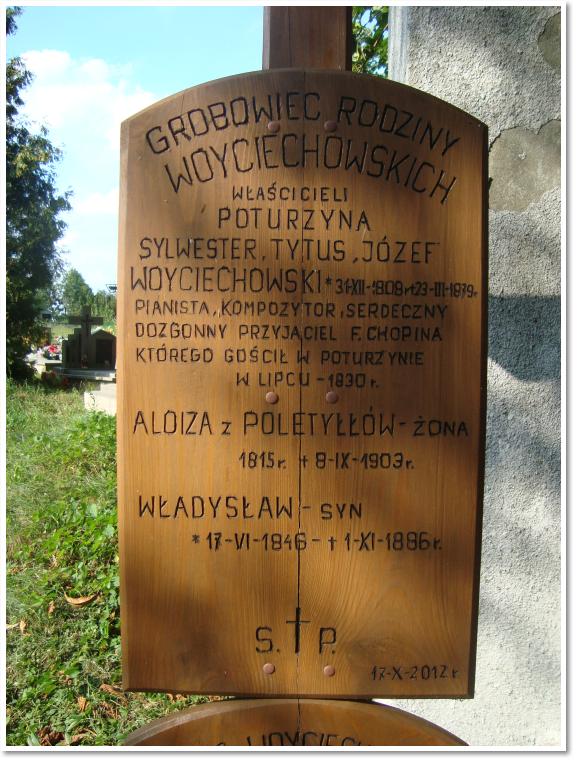 GROBOWIEC RODZINY
WOYCIECHOWSKICH
WŁAŚCICIELI
POTURZYNA
SYLWESTER, TYTUS, JÓZEF
WOYCIECHOWSKI * 31-XII-1808 r. + 23-III-1879 r.
PIANISTA, KOMPOZYTOR, SERDECZNY
DOZGONNY PRZYJACIEL F. CHOPINA
KTÓREGO GOŚCIŁ W POTURZYNIE
W LIPCU - 1830 r.
ALOIZA z POLETYŁŁÓW - ŻONA
1815 r. + 8-IX-1903 r.
WŁADYSŁAW - SYN
* 17-VI-1846 - + 1-XI-1886 r.
S. † P.
17-X-2012 r.